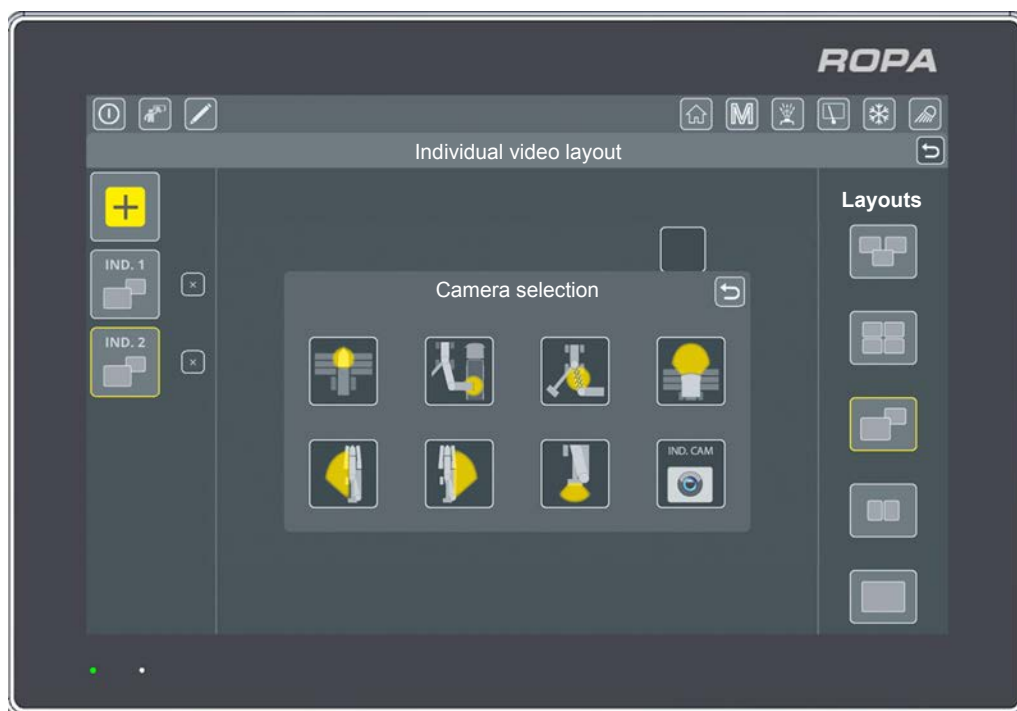 ROPA
M
Individual video layout
Layouts
IND. 1
IND. 2
Camera selection
IND. CAM